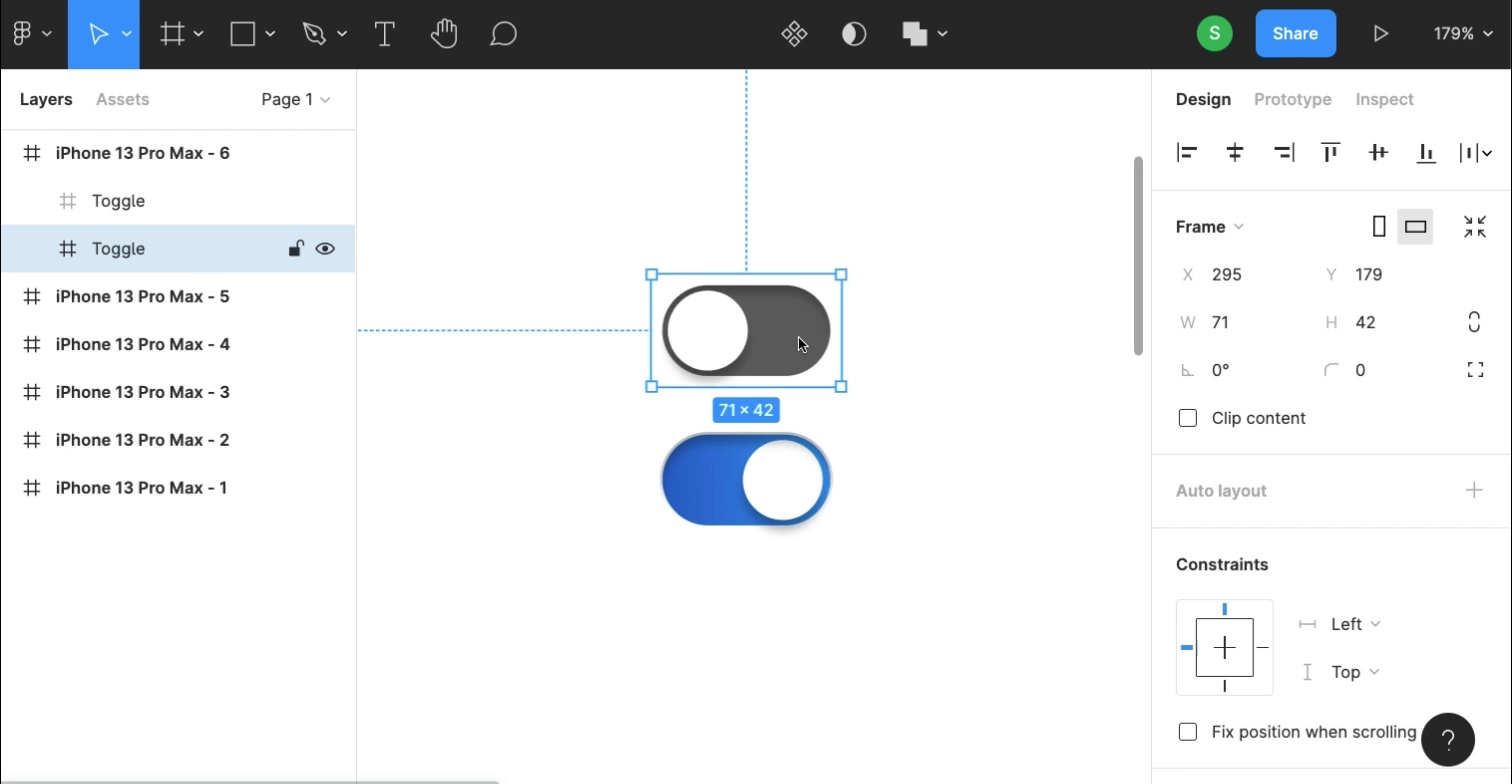 S
Share
179%
Layers
Assets
Page 1
Design
Prototype
Inspect
iPhone 13 Pro Max - 6
Toggle
Toggle
iPhone 13 Pro Max - 5
iPhone 13 Pro Max - 4
iPhone 13 Pro Max - 3
iPhone 13 Pro Max - 2
iPhone 13 Pro Max - 1
71 × 42
Frame
X 295 Y 179
W 71 H 42
0° 0
Clip content
Auto layout
Constraints
Left
Top
Fix position when scrolling
?